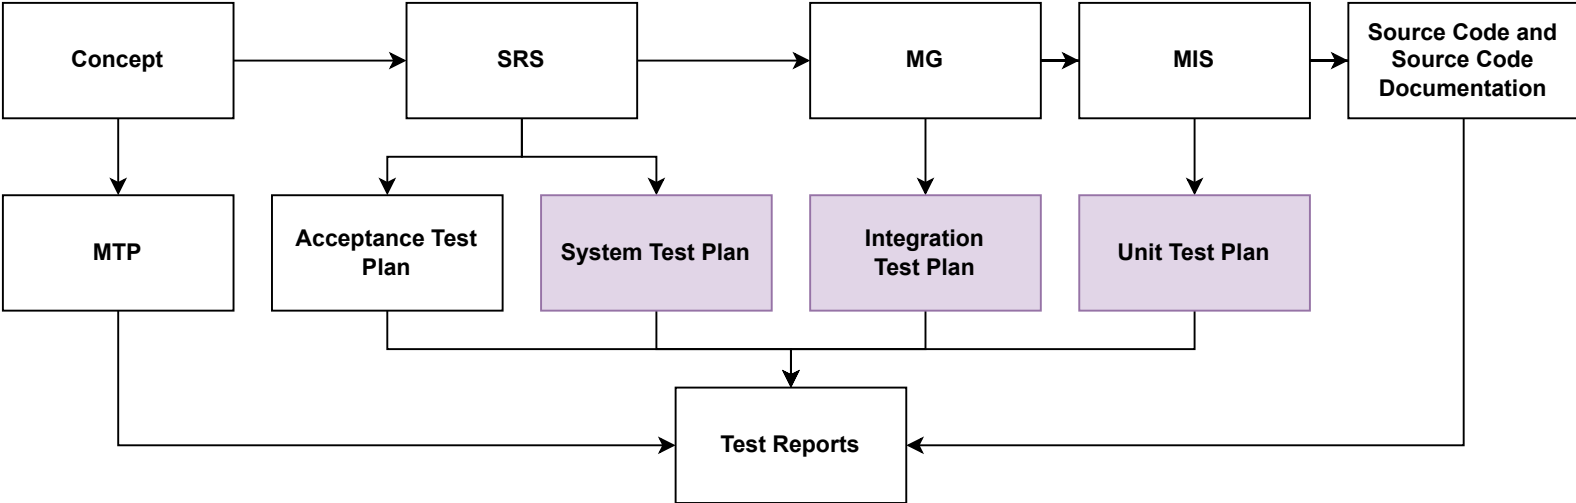 Concept
SRS
MG
MIS
Source Code and
Source Code
Documentation
MTP
Acceptance Test
Plan
System Test Plan
Integration
Test Plan
Unit Test Plan
Test Reports